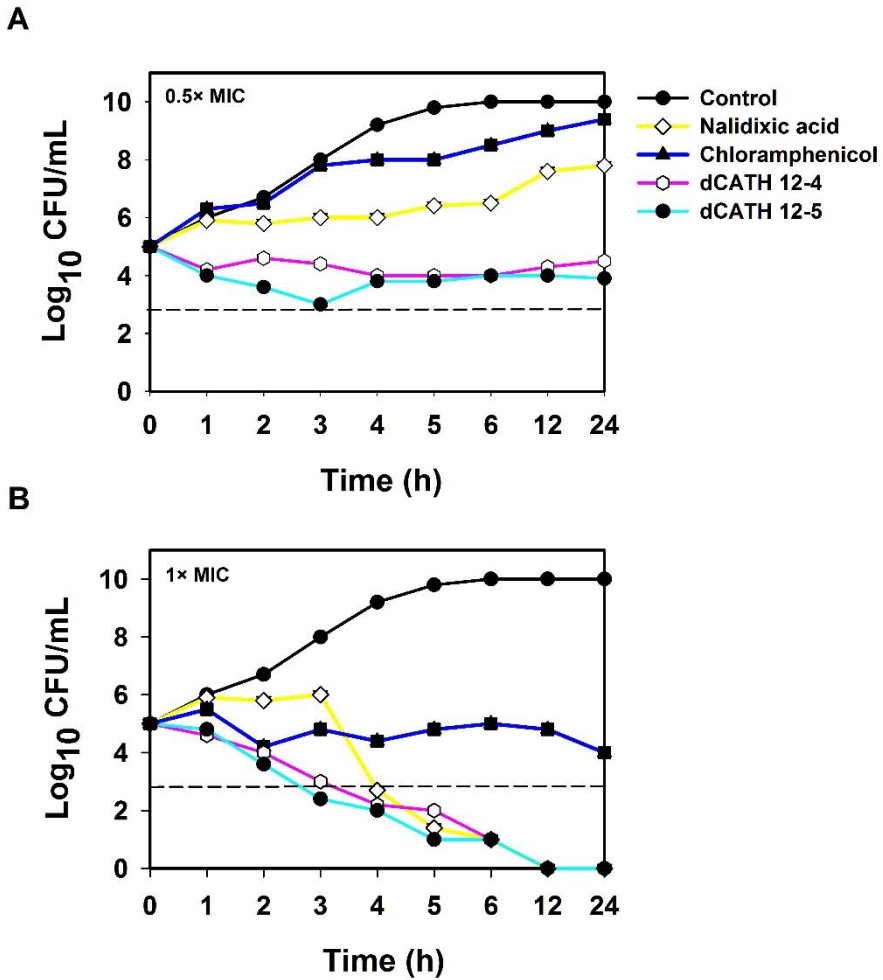 A
0.5× MIC
10
8
6
4
2
0
Log10 CFU/mL
0 1 2 3 4 5 6 12 24
Time (h)
Control
Nalidixic acid
Chloramphenicol
dCATH 12-4
dCATH 12-5
B
1× MIC
10
8
6
4
2
0
Log10 CFU/mL
0 1 2 3 4 5 6 12 24
Time (h)